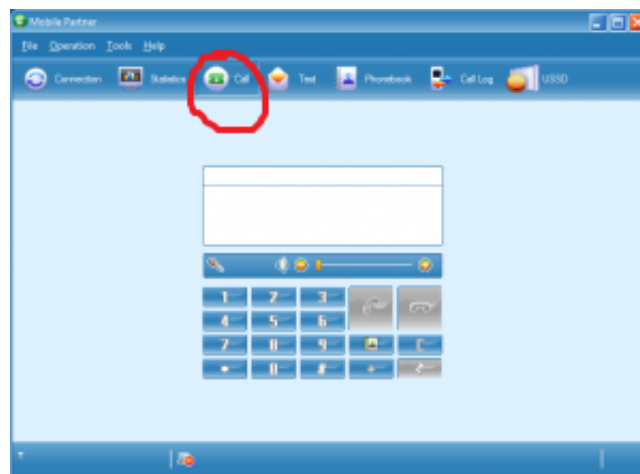 Mobile Partner
File Operation Tools Help
Connection Statistics Call Text Phonebook Call Log USSD
1 2 3
4 5 6
7 8 9 C
* 0 # +